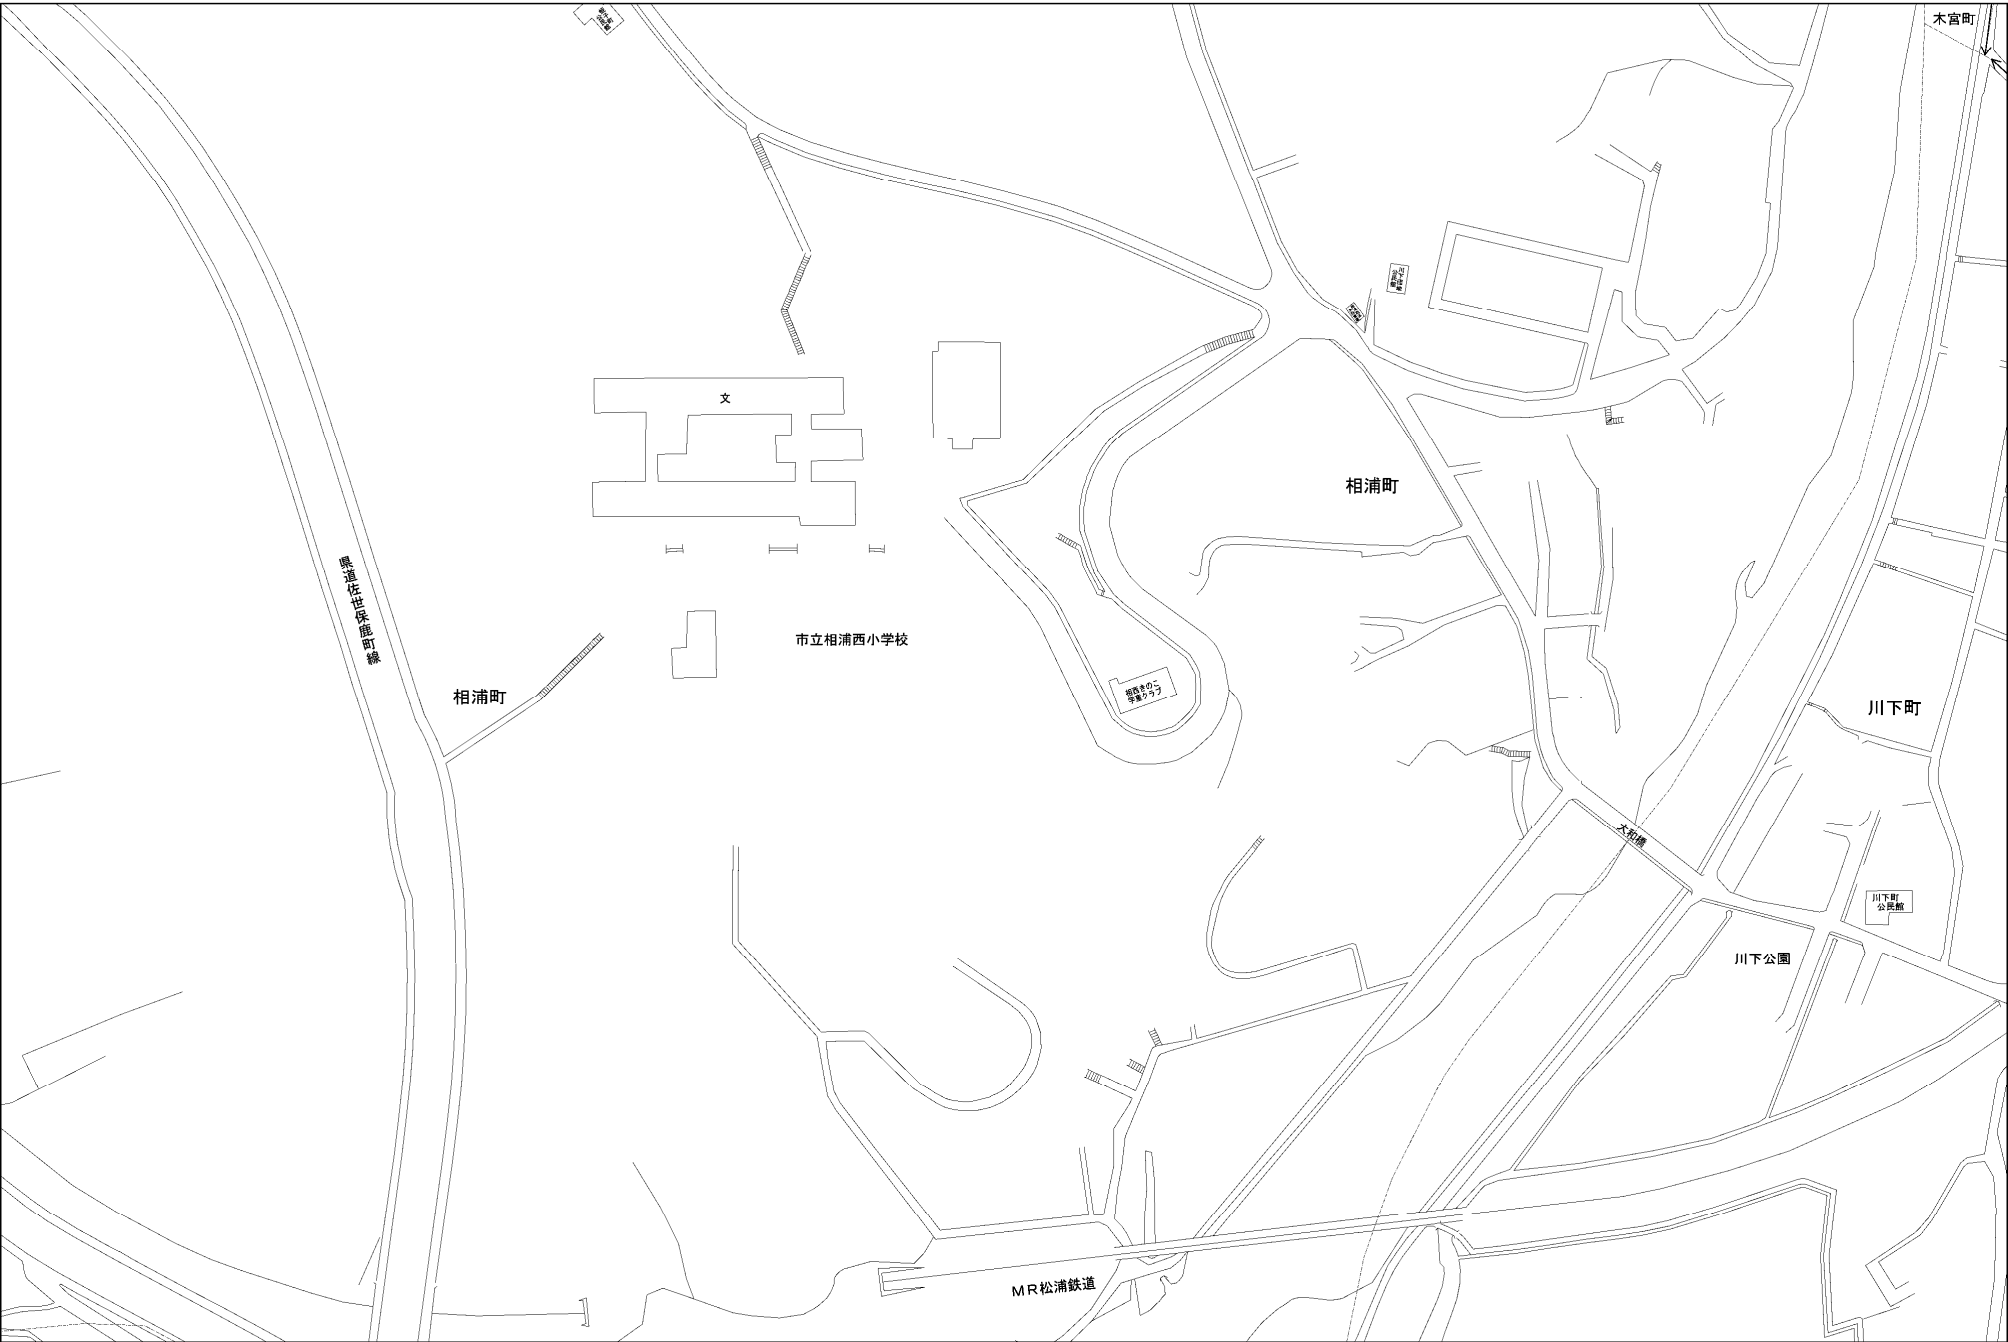 木宮町
文
相浦町
県道佐世保鹿町線
市立相浦西小学校
相浦町
相西きのこ
学童クラブ
川下町
大和橋
川下町
公民館
川下公園
MR松浦鉄道